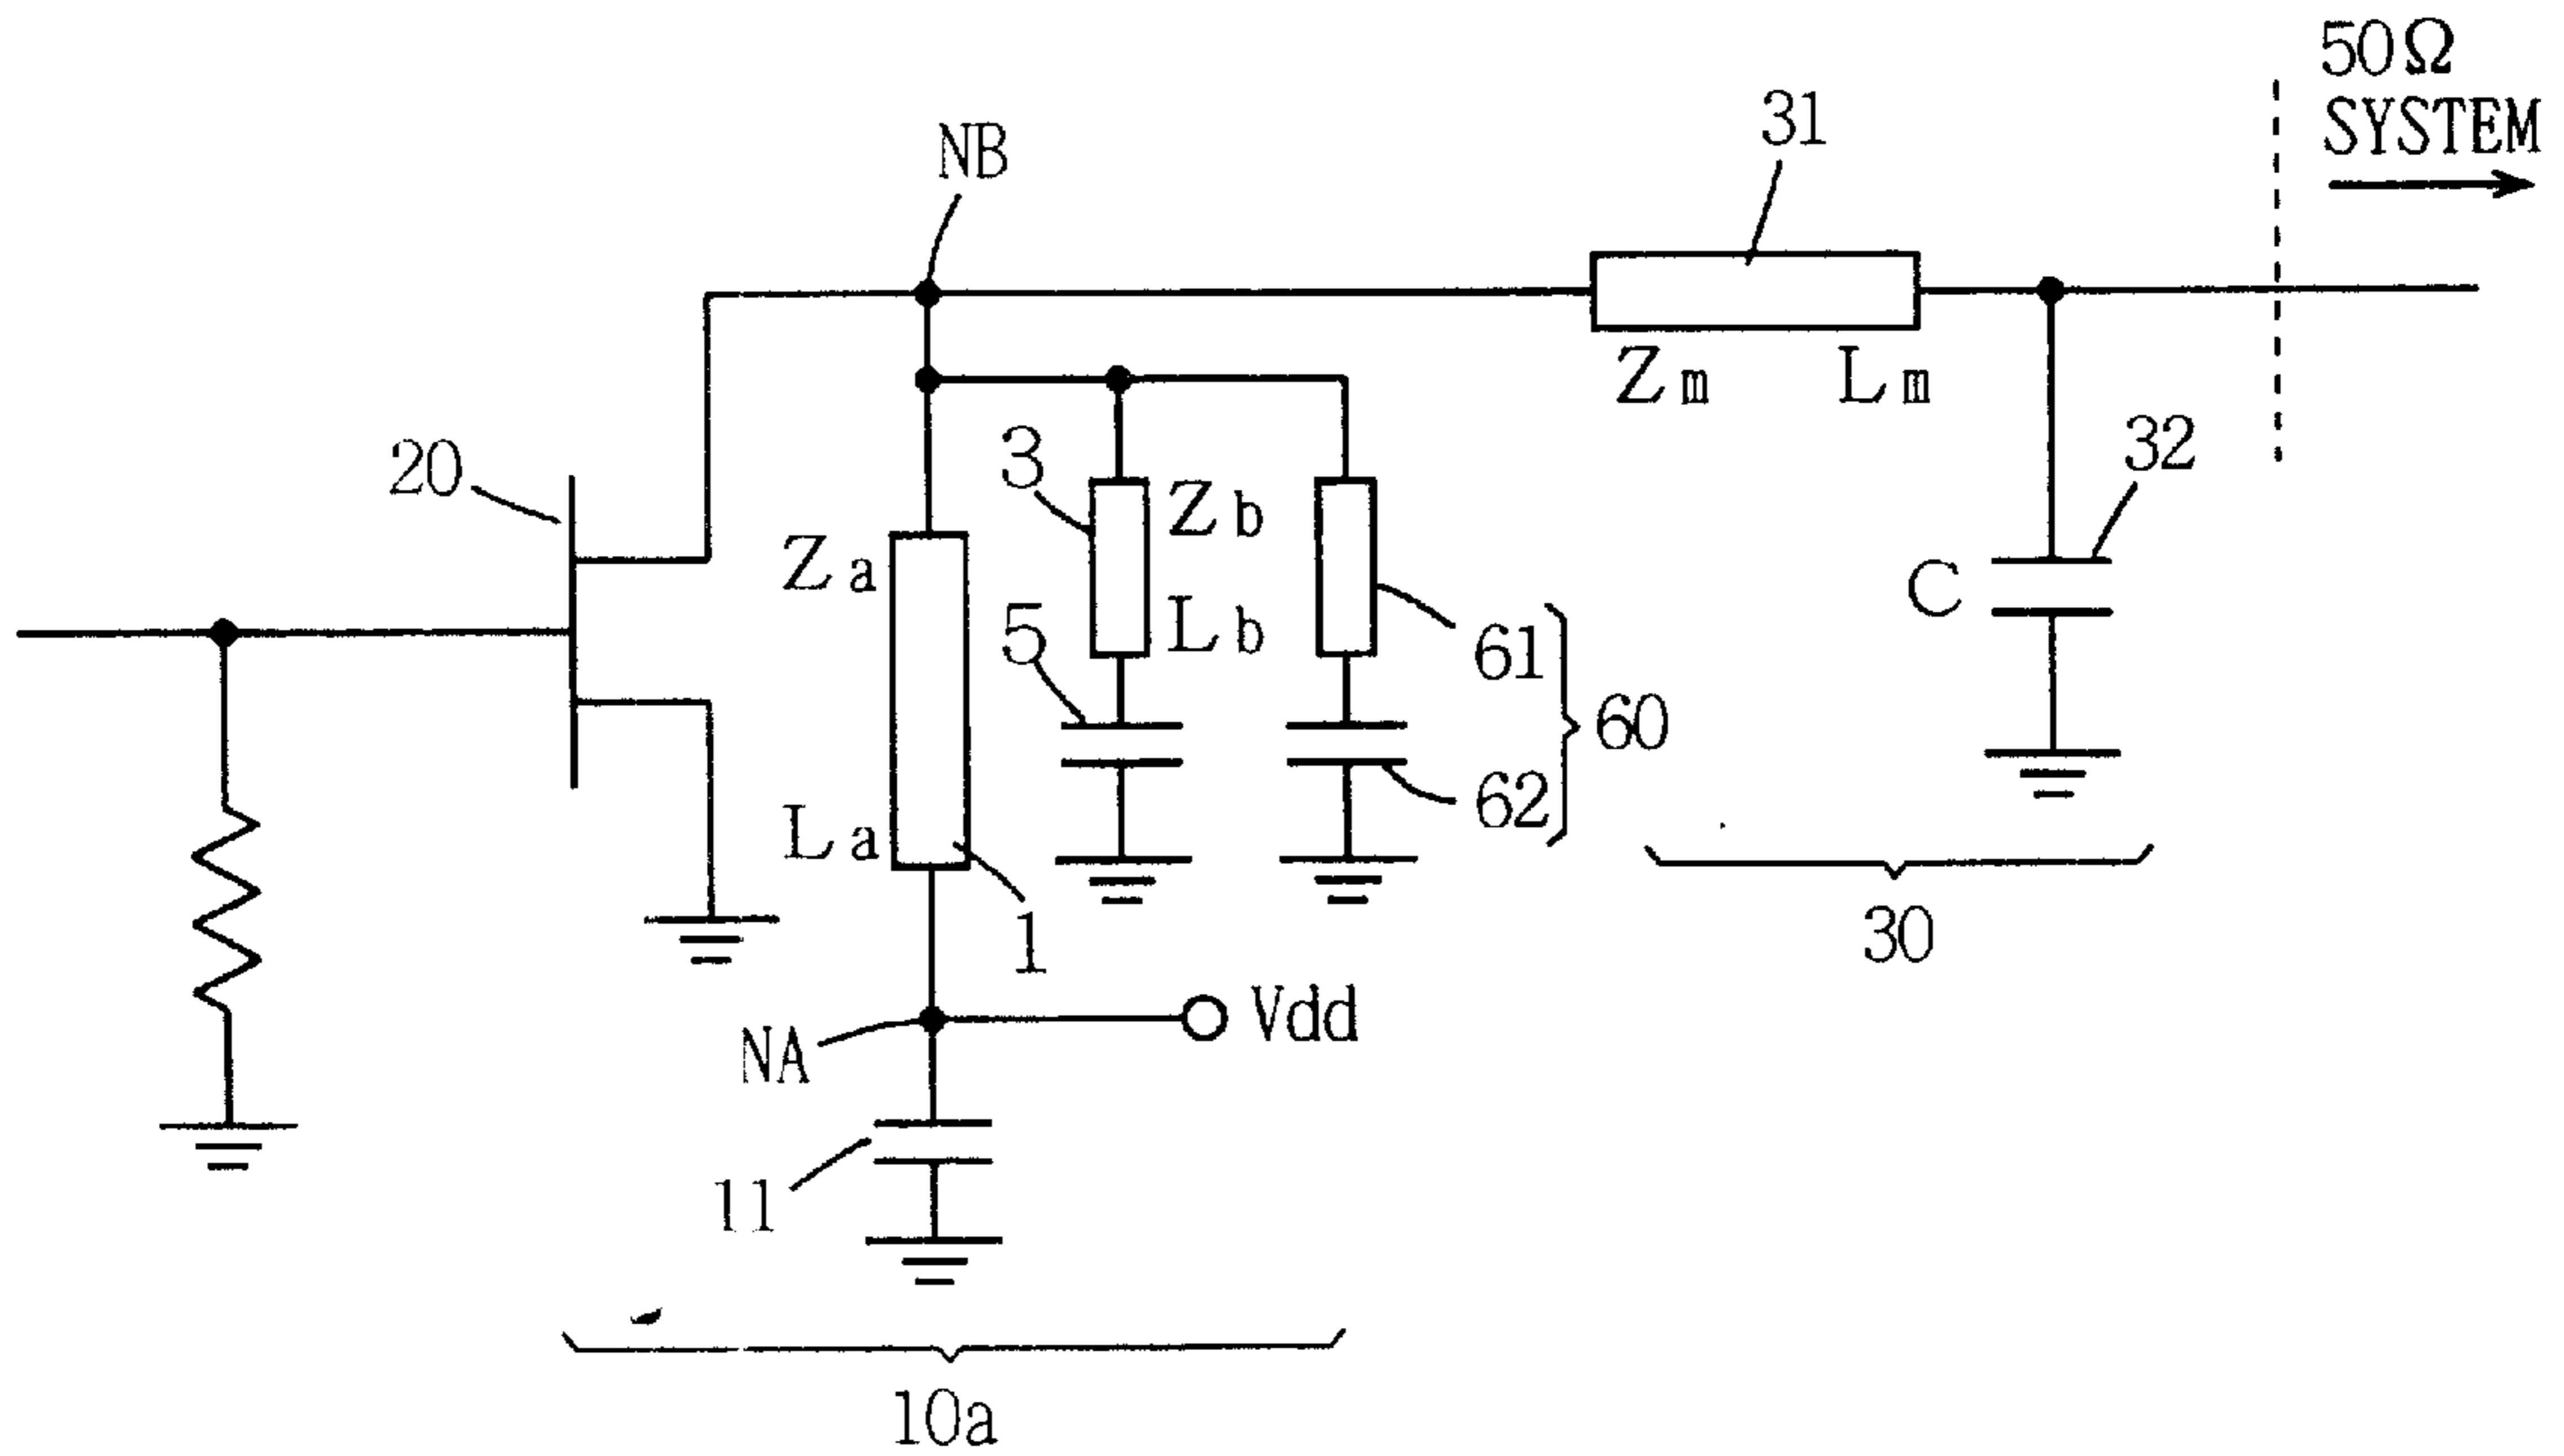 50Ω
SYSTEM
31
NB
Zm
Lm
32
20
3
Zb
Za
C
Lb
5
61
60
62
La
1
30
Vdd
NA
11
10a